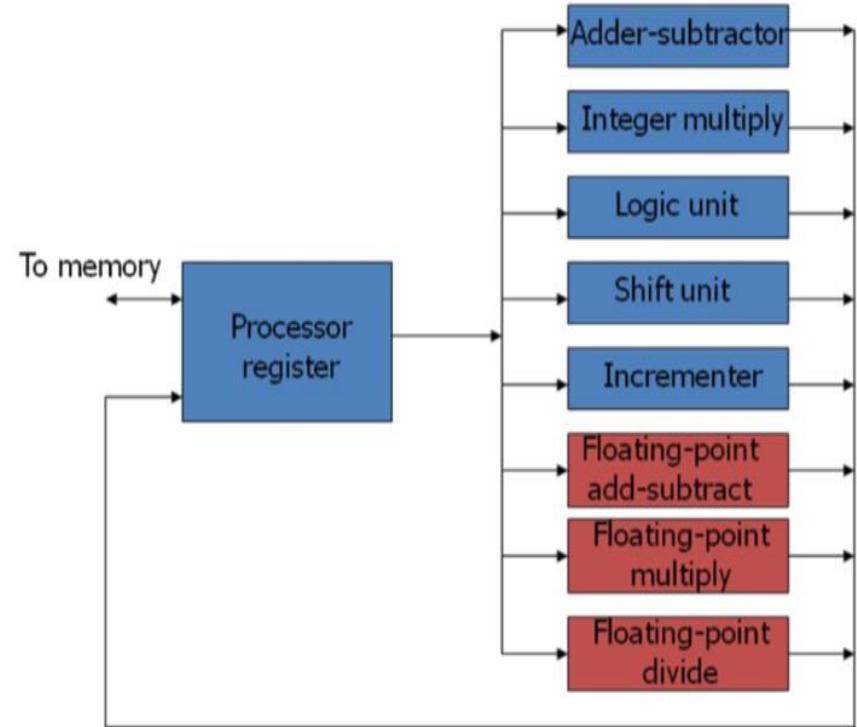 Adder-subtractor
Integer multiply
Logic unit
To memory
Shift unit
Processor
register
Incrementer
Floating-point
add-subtract
Floating-point
multiply
Floating-point
divide